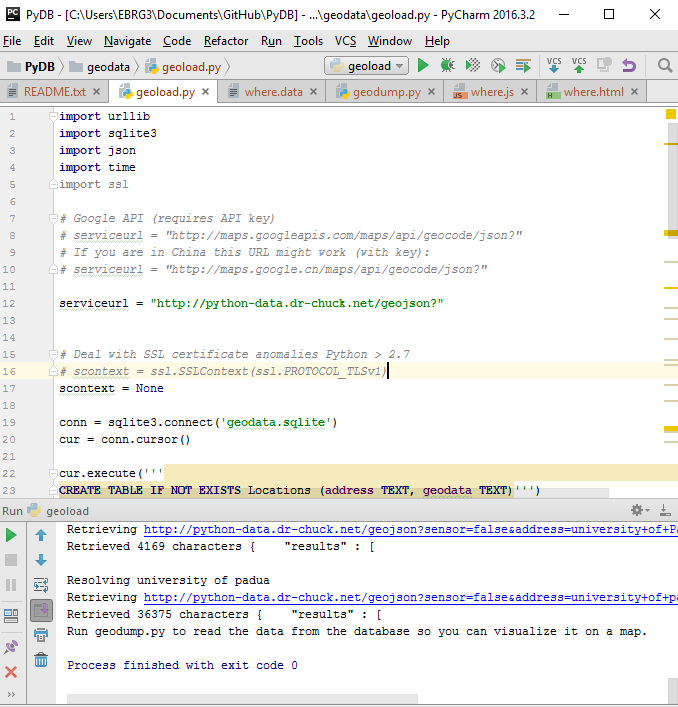 PyDB - [C:\Users\EBRG3\Documents\GitHub\PyDB] - ...\geodata\geoload.py - PyCharm 2016.3.2
File Edit View Navigate Code Refactor Run Tools VCS Window Help
PyDB geodata geoload.py geoload VCS VCS
README.txt geoload.py where.data geodump.py where.js where.html
1 import urllib
2 import sqlite3
3 import json
4 import time
5 import ssl
6
7 # Google API (requires API key)
8 # serviceurl = "http://maps.googleapis.com/maps/api/geocode/json?"
9 # If you are in China this URL might work (with key):
10 # serviceurl = "http://maps.google.cn/maps/api/geocode/json?"
11
12 serviceurl = "http://python-data.dr-chuck.net/geojson?"
13
14
15 # Deal with SSL certificate anomalies Python > 2.7
16 # scontext = ssl.SSLContext(ssl.PROTOCOL_TLSv1)
17 scontext = None
18
19 conn = sqlite3.connect('geodata.sqlite')
20 cur = conn.cursor()
21
22 cur.execute('''
23 CREATE TABLE IF NOT EXISTS Locations (address TEXT, geodata TEXT)''')
Run geoload
Retrieving http://python-data.dr-chuck.net/geojson?sensor=false&address=university+of+Pa
Retrieved 4169 characters { "results" : [
Resolving university of padua
Retrieving http://python-data.dr-chuck.net/geojson?sensor=false&address=university+of+pa
Retrieved 36375 characters { "results" : [
Run geodump.py to read the data from the database so you can visualize it on a map.
Process finished with exit code 0